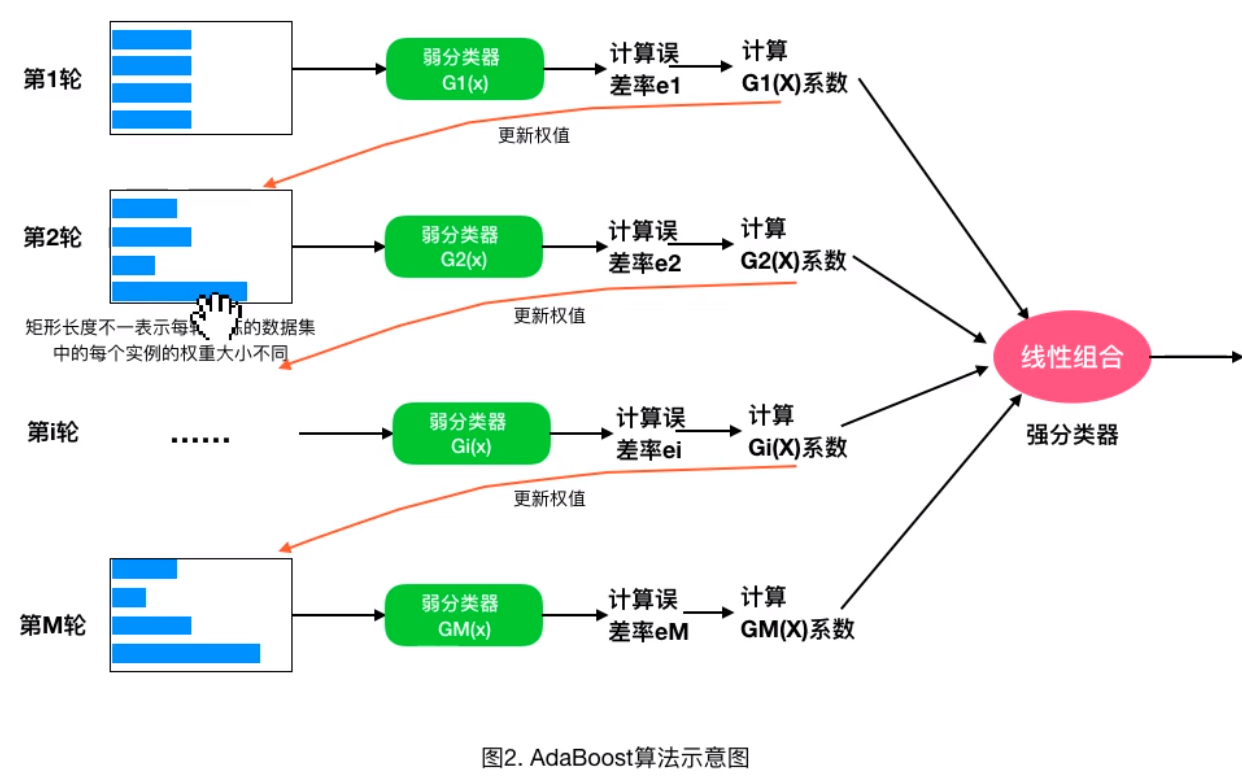 第1轮
弱分类器
G1(x)
计算误
差率e1
计算
G1(X)系数
更新权值
第2轮
弱分类器
G2(x)
计算误
差率e2
计算
G2(X)系数
矩形长度不一表示每 的数据集
中的每个实例的权重大小不同
更新权值
线性组合
强分类器
第i轮
......
弱分类器
Gi(x)
计算误
差率ei
计算
Gi(X)系数
更新权值
第M轮
弱分类器
GM(x)
计算误
差率eM
计算
GM(X)系数
图2. AdaBoost算法示意图